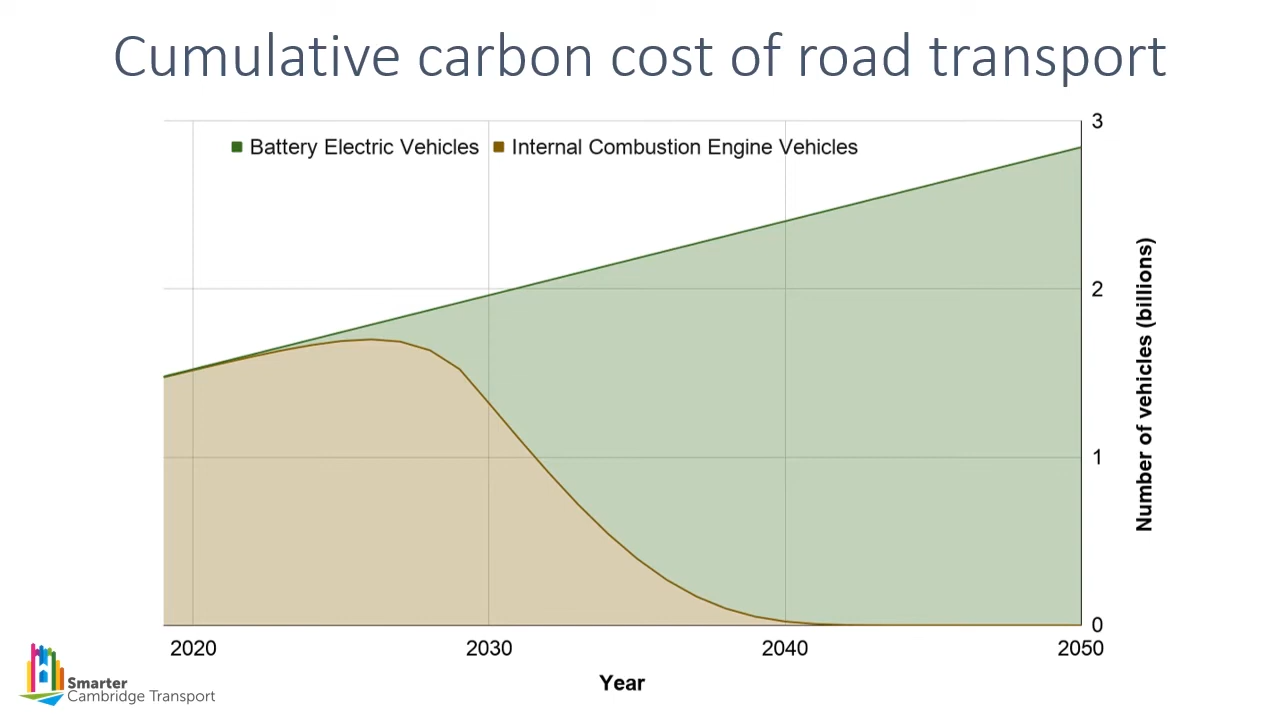 Cumulative carbon cost of road transport
Battery Electric Vehicles Internal Combustion Engine Vehicles
3
2
1
0
Number of vehicles (billions)
2020 2030 2040 2050
Year
Smarter
Cambridge Transport